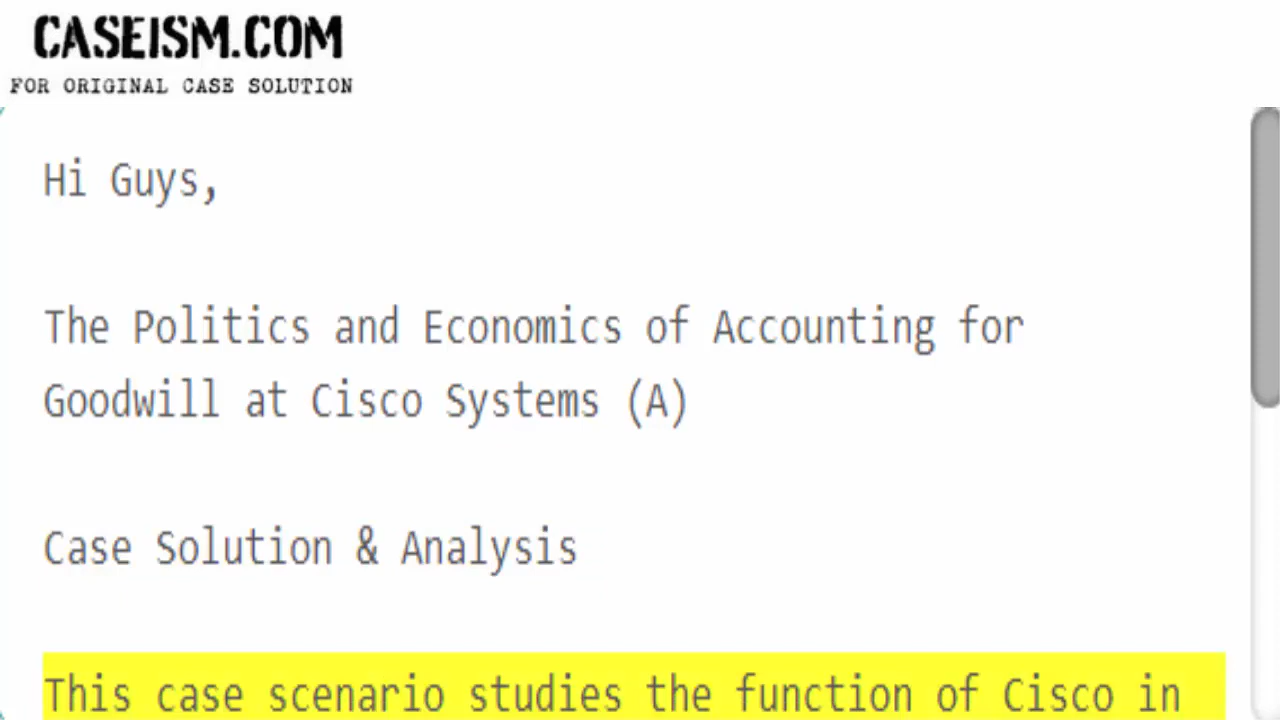 CASEISM.COM
FOR ORIGINAL CASE SOLUTION
Hi Guys,
The Politics and Economics of Accounting for
Goodwill at Cisco Systems (A)
Case Solution & Analysis
This case scenario studies the function of Cisco in